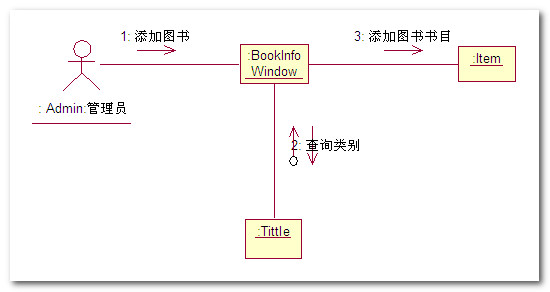 1: 添加图书
3: 添加图书书目
:BookInfo
Window
:Item
: Admin:管理员
2: 查询类别
:Tittle